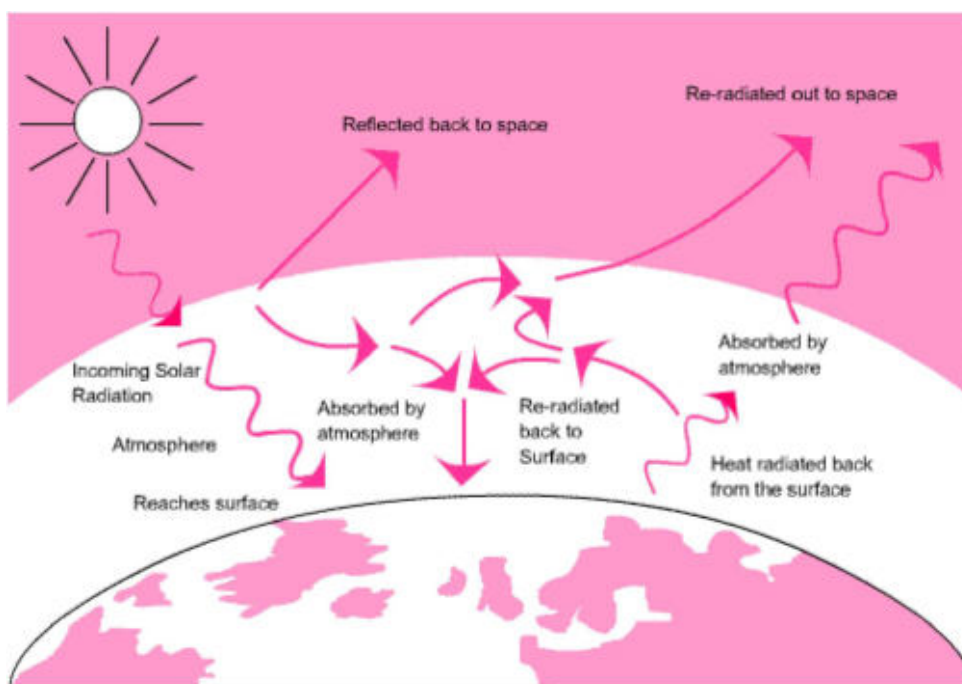 Re-radiated out to space
Reflected back to space
Incoming Solar
Radiation
Atmosphere
Reaches surface
Absorbed by
atmosphere
Re-radiated
back to
Surface
Absorbed by
atmosphere
Heat radiated back
from the surface